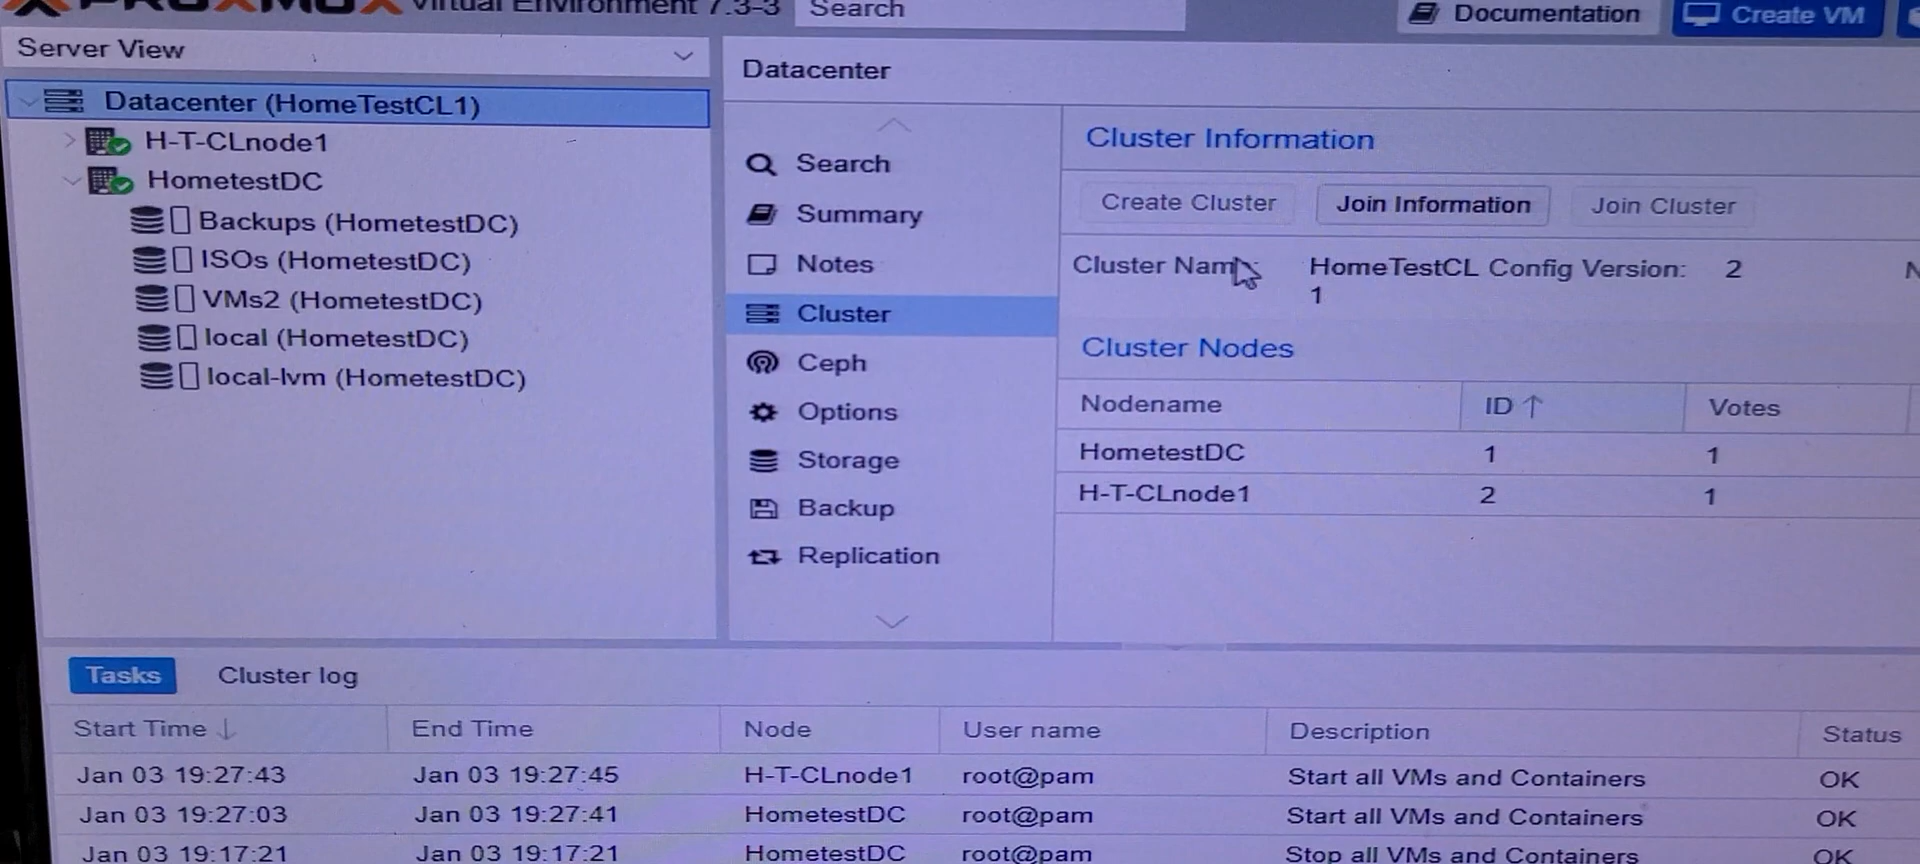 PROXMOX Virtual Environment 7.3-3 Search Documentation Create VM
Server View
Datacenter (HomeTestCL1)
H-T-CLnode1
HometestDC
Backups (HometestDC)
ISOs (HometestDC)
VMs2 (HometestDC)
local (HometestDC)
local-lvm (HometestDC)
Datacenter
Search
Summary
Notes
Cluster
Ceph
Options
Storage
Backup
Replication
Cluster Information
Create Cluster Join Information Join Cluster
Cluster Name: HomeTestCL Config Version: 2
1
Cluster Nodes
Nodename ID ↑ Votes
HometestDC 1 1
H-T-CLnode1 2 1
Tasks Cluster log
Start Time ↓ End Time Node User name Description Status
Jan 03 19:27:43 Jan 03 19:27:45 H-T-CLnode1 root@pam Start all VMs and Containers OK
Jan 03 19:27:03 Jan 03 19:27:41 HometestDC root@pam Start all VMs and Containers OK
Jan 03 19:17:21 Jan 03 19:17:21 HometestDC root@pam Stop all VMs and Containers OK